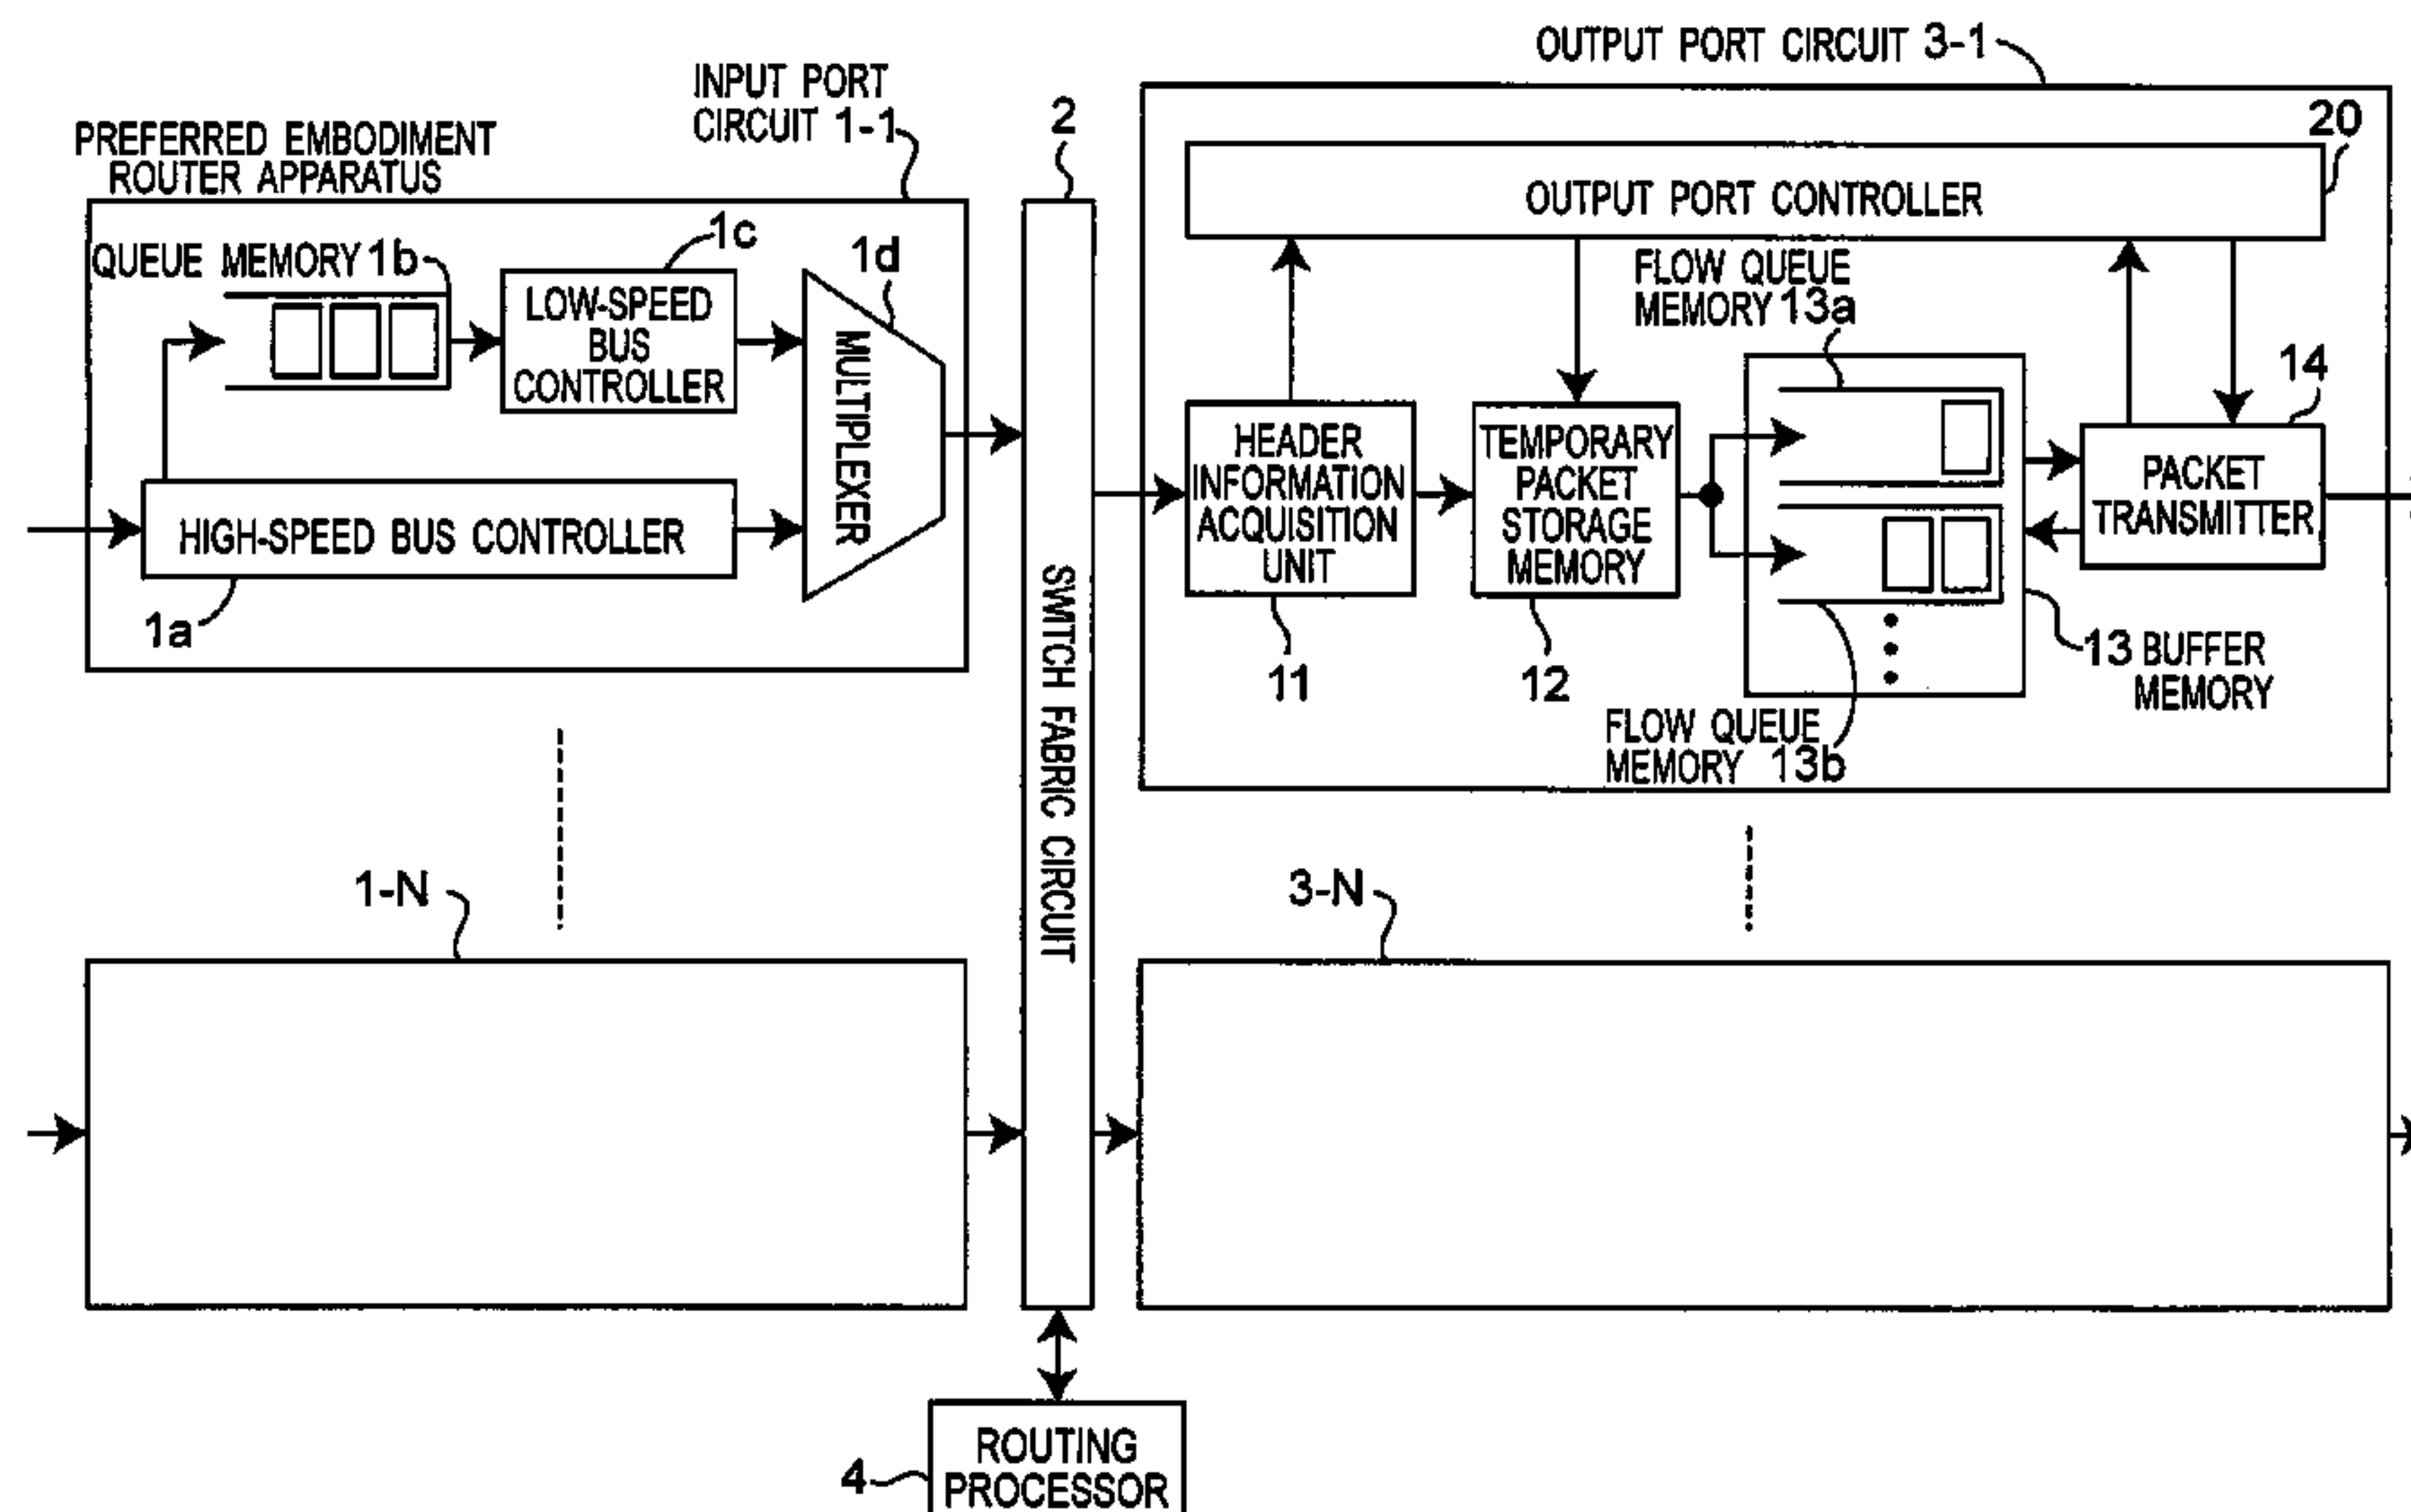 OUTPUT PORT CIRCUIT 3-1
INPUT PORT
CIRCUIT 1-1
2
20
PREFERRED EMBODIMENT
ROUTER APPARATUS
OUTPUT PORT CONTROLLER
QUEUE MEMORY 1b
1c
1d
LOW-SPEED
BUS
CONTROLLER
MULTIPLEXER
HIGH-SPEED BUS CONTROLLER
1a
FLOW QUEUE
MEMORY 13a
14
HEADER
INFORMATION
ACQUISITION
UNIT
TEMPORARY
PACKET
STORAGE
MEMORY
PACKET
TRANSMITTER
11
12
13 BUFFER
MEMORY
FLOW QUEUE
MEMORY 13b
SWITCH FABRIC CIRCUIT
1-N
3-N
ROUTING
PROCESSOR
4